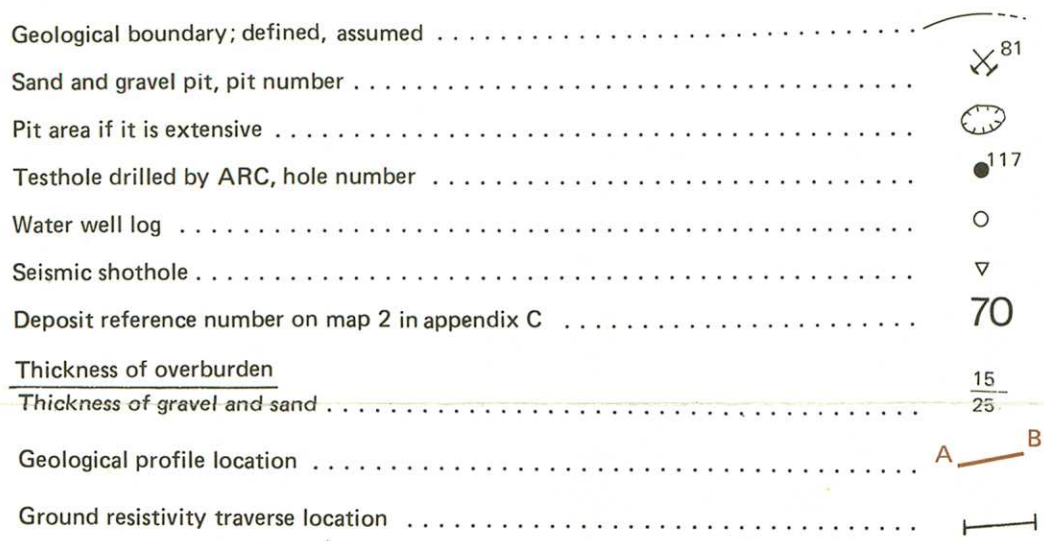 Geological boundary; defined, assumed ..............................
Sand and gravel pit, pit number .................................... 81
Pit area if it is extensive ..........................................
Testhole drilled by ARC, hole number ............................... 117
Water well log ..................................................
Seismic shothole .................................................
Deposit reference number on map 2 in appendix C ...................... 70
Thickness of overburden 15
Thickness of gravel and sand ...................................... 25
Geological profile location ....................................... A B
Ground resistivity traverse location ................................